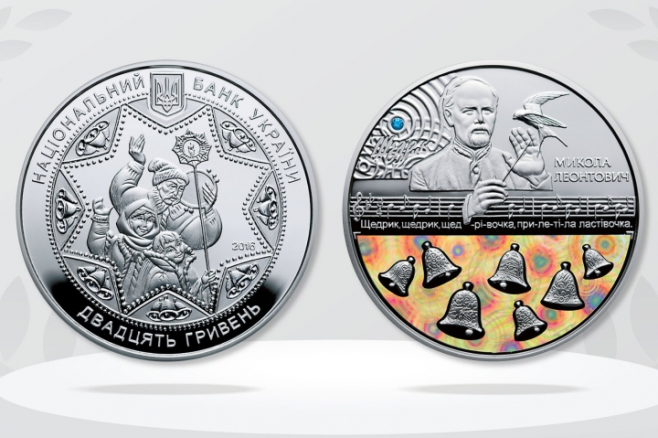 НАЦІОНАЛЬНИЙ БАНК УКРАЇНИ
2016
ДВАДЦЯТЬ ГРИВЕНЬ
МИКОЛА
ЛЕОНТОВИЧ
Щедрик, щедрик, щед -рі-вочка, при-ле-ті-ла ластівочка.